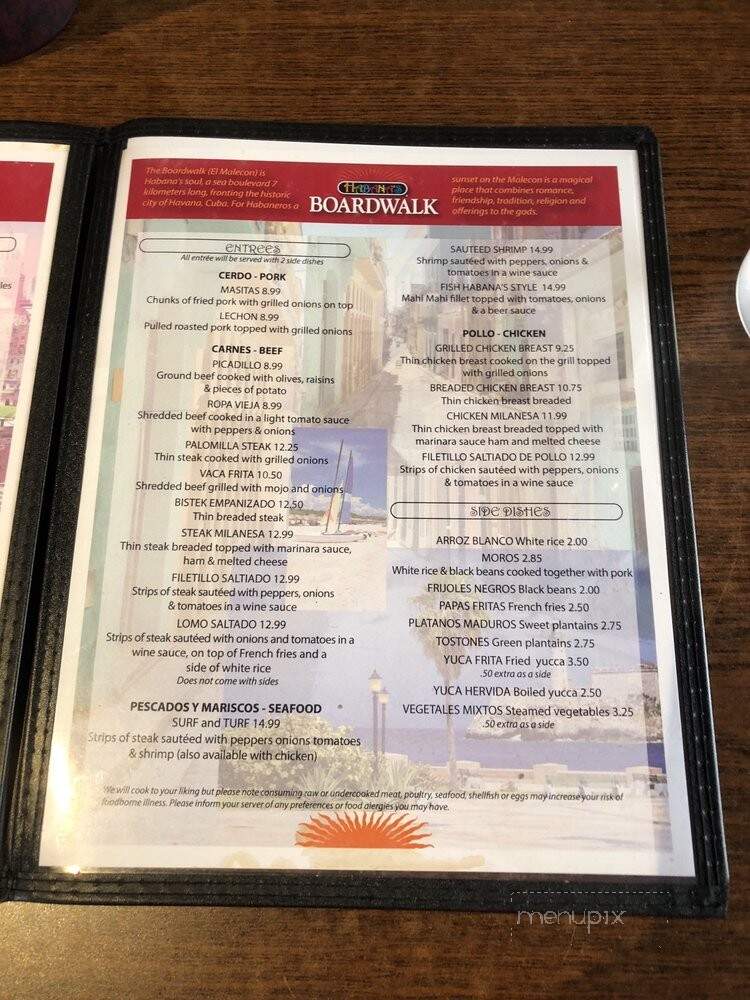 The Boardwalk (El Malecon) is
Habana's soul, a sea boulevard 7
kilometers long, fronting the historic
city of Havana, Cuba. For Habaneros a
HABANA'S
BOARDWALK
sunset on the Malecon is a magical
place that combines romance,
friendship, tradition, religion and
offerings to the gods.
ENTREES
All entrée will be served with 2 side dishes
CERDO - PORK
MASITAS 8.99
Chunks of fried pork with grilled onions on top
LECHON 8.99
Pulled roasted pork topped with grilled onions
CARNES - BEEF
PICADILLO 8.99
Ground beef cooked with olives, raisins
& pieces of potato
ROPA VIEJA 8.99
Shredded beef cooked in a light tomato sauce
with peppers & onions
PALOMILLA STEAK 12.25
Thin steak cooked with grilled onions
VACA FRITA 10.50
Shredded beef grilled with mojo and onions
BISTEK EMPANIZADO 12.50
Thin breaded steak
STEAK MILANESA 12.99
Thin steak breaded topped with marinara sauce,
ham & melted cheese
FILETILLO SALTIADO 12.99
Strips of steak sautéed with peppers, onions
& tomatoes in a wine sauce
LOMO SALTADO 12.99
Strips of steak sautéed with onions and tomatoes in a
wine sauce, on top of French fries and a
side of white rice
Does not come with sides
PESCADOS Y MARISCOS - SEAFOOD
SURF and TURF 14.99
Strips of steak sautéed with peppers onions tomatoes
& shrimp (also available with chicken)
SAUTEED SHRIMP 14.99
Shrimp sautéed with peppers, onions &
tomatoes in a wine sauce
FISH HABANA'S STYLE 14.99
Mahi Mahi fillet topped with tomatoes, onions
& a beer sauce
POLLO - CHICKEN
GRILLED CHICKEN BREAST 9.25
Thin chicken breast cooked on the grill topped
with grilled onions
BREADED CHICKEN BREAST 10.75
Thin chicken breast breaded
CHICKEN MILANESA 11.99
Thin chicken breast breaded topped with
marinara sauce ham and melted cheese
FILETILLO SALTIADO DE POLLO 12.99
Strips of chicken sautéed with peppers, onions
& tomatoes in a wine sauce
SIDE DISHES
ARROZ BLANCO White rice 2.00
MOROS 2.85
White rice & black beans cooked together with pork
FRIJOLES NEGROS Black beans 2.00
PAPAS FRITAS French fries 2.50
PLATANOS MADUROS Sweet plantains 2.75
TOSTONES Green plantains 2.75
YUCA FRITA Fried yucca 3.50
.50 extra as a side
YUCA HERVIDA Boiled yucca 2.50
VEGETALES MIXTOS Steamed vegetables 3.25
.50 extra as a side
We will cook to your liking but please note consuming raw or undercooked meat, poultry, seafood, shellfish or eggs may increase your risk of
foodborne illness. Please inform your server of any preferences or food alergies you may have.
menupix